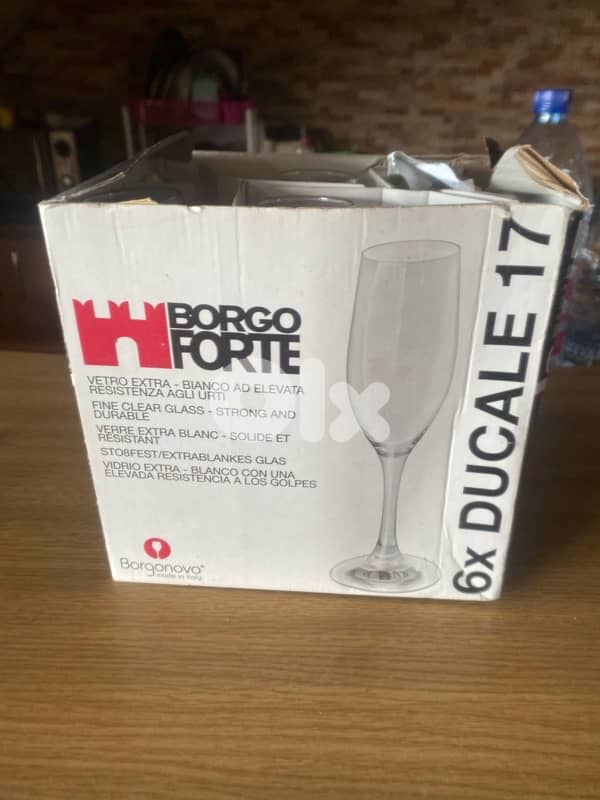 BORGO
FORTE
VETRO EXTRA - BIANCO AD ELEVATA
RESISTENZA AGLI URTI
FINE CLEAR GLASS - STRONG AND
DURABLE
VERRE EXTRA BLANC - SOLIDE ET
RESISTANT
STOßFEST/EXTRABLANKES GLAS
VIDRIO EXTRA - BLANCO CON UNA
ELEVADA RESISTENCIA A LOS GOLPES
Borgonovo
made in Italy
6x DUCALE 17
olx